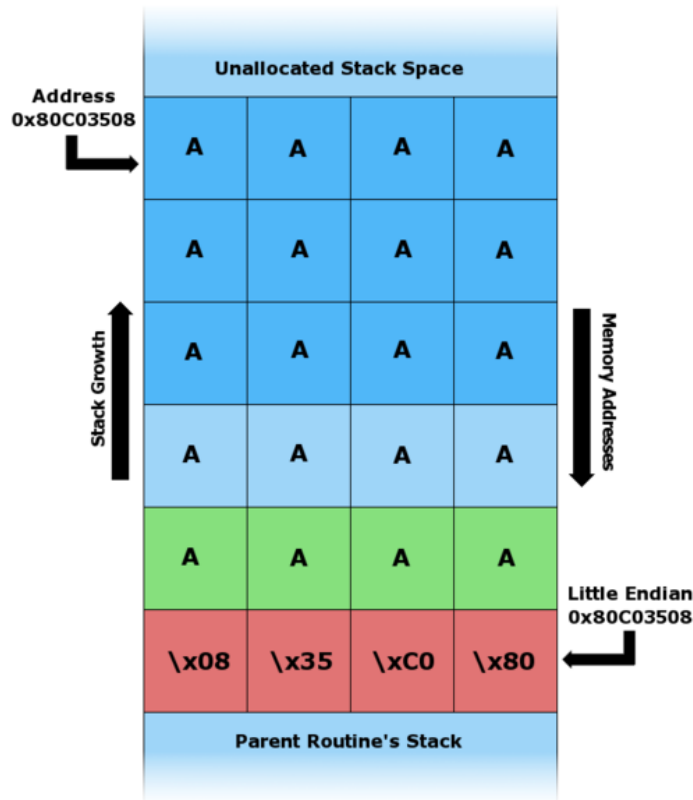 Unallocated Stack Space
Address
0x80C03508
A A A A
A A A A
Stack Growth
Memory Addresses
A A A A
A A A A
A A A A
Little Endian
0x80C03508
\x08 \x35 \xC0 \x80
Parent Routine's Stack